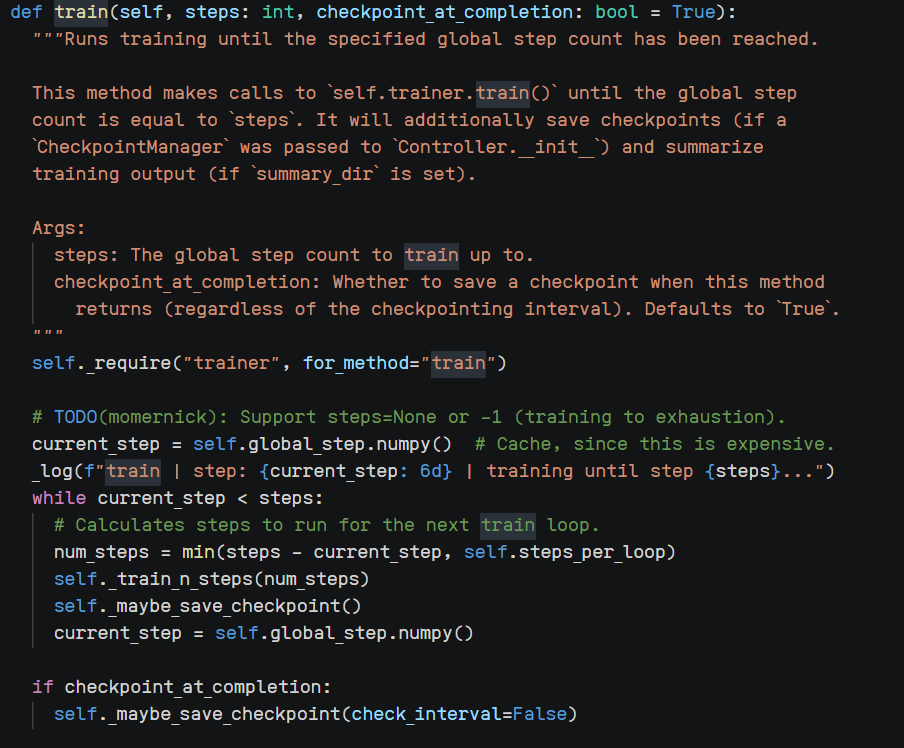 def train(self, steps: int, checkpoint_at_completion: bool = True):
"""Runs training until the specified global step count has been reached.
This method makes calls to `self.trainer.train()` until the global step
count is equal to `steps`. It will additionally save checkpoints (if a
`CheckpointManager` was passed to `Controller.__init__`) and summarize
training output (if `summary_dir` is set).
Args:
steps: The global step count to train up to.
checkpoint_at_completion: Whether to save a checkpoint when this method
returns (regardless of the checkpointing interval). Defaults to `True`.
"""
self._require("trainer", for_method="train")
# TODO(momernick): Support steps=None or -1 (training to exhaustion).
current_step = self.global_step.numpy()  # Cache, since this is expensive.
_log(f"train | step: {current_step: 6d} | training until step {steps}...")
while current_step < steps:
# Calculates steps to run for the next train loop.
num_steps = min(steps - current_step, self.steps_per_loop)
self._train_n_steps(num_steps)
self._maybe_save_checkpoint()
current_step = self.global_step.numpy()
if checkpoint_at_completion:
self._maybe_save_checkpoint(check_interval=False)